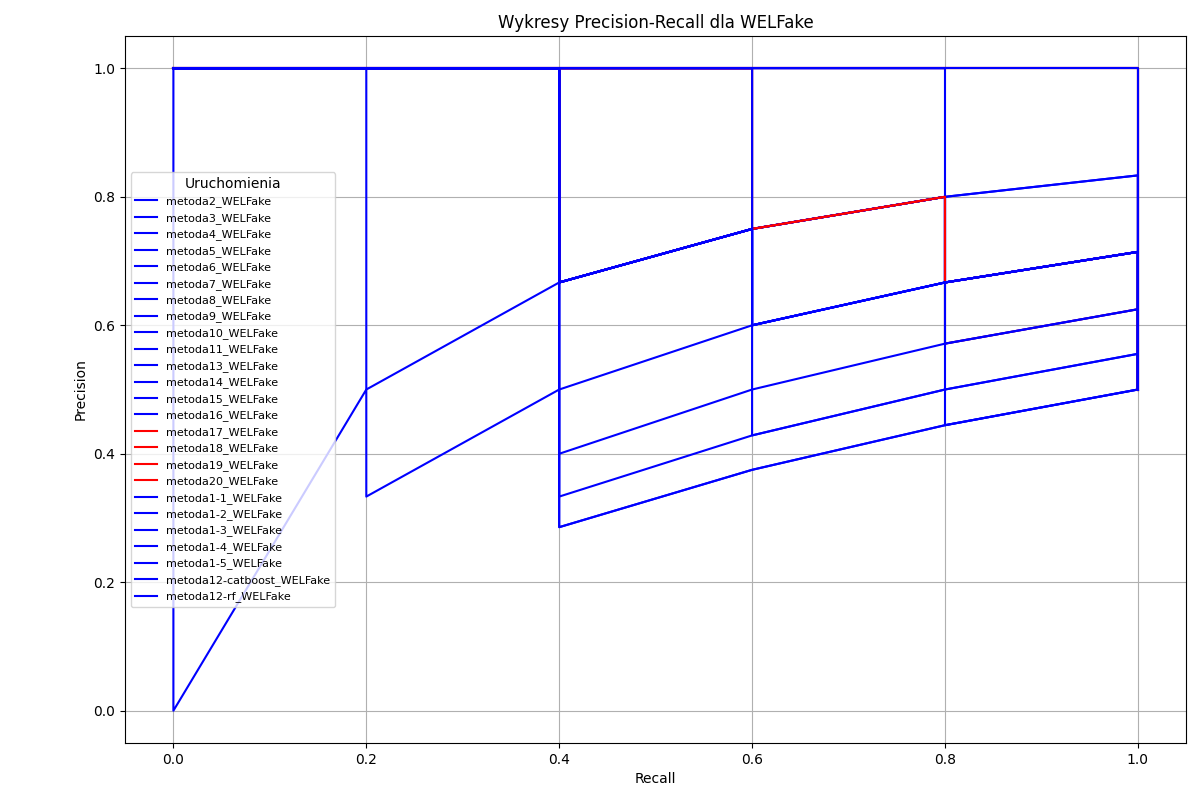 Wykresy Precision-Recall dla WELFake
1.0
0.8
0.6
0.4
0.2
0.0
Precision
Uruchomienia
metoda2_WELFake
metoda3_WELFake
metoda4_WELFake
metoda5_WELFake
metoda6_WELFake
metoda7_WELFake
metoda8_WELFake
metoda9_WELFake
metoda10_WELFake
metoda11_WELFake
metoda13_WELFake
metoda14_WELFake
metoda15_WELFake
metoda16_WELFake
metoda17_WELFake
metoda18_WELFake
metoda19_WELFake
metoda20_WELFake
metoda1-1_WELFake
metoda1-2_WELFake
metoda1-3_WELFake
metoda1-4_WELFake
metoda1-5_WELFake
metoda12-catboost_WELFake
metoda12-rf_WELFake
0.0 0.2 0.4 0.6 0.8 1.0
Recall